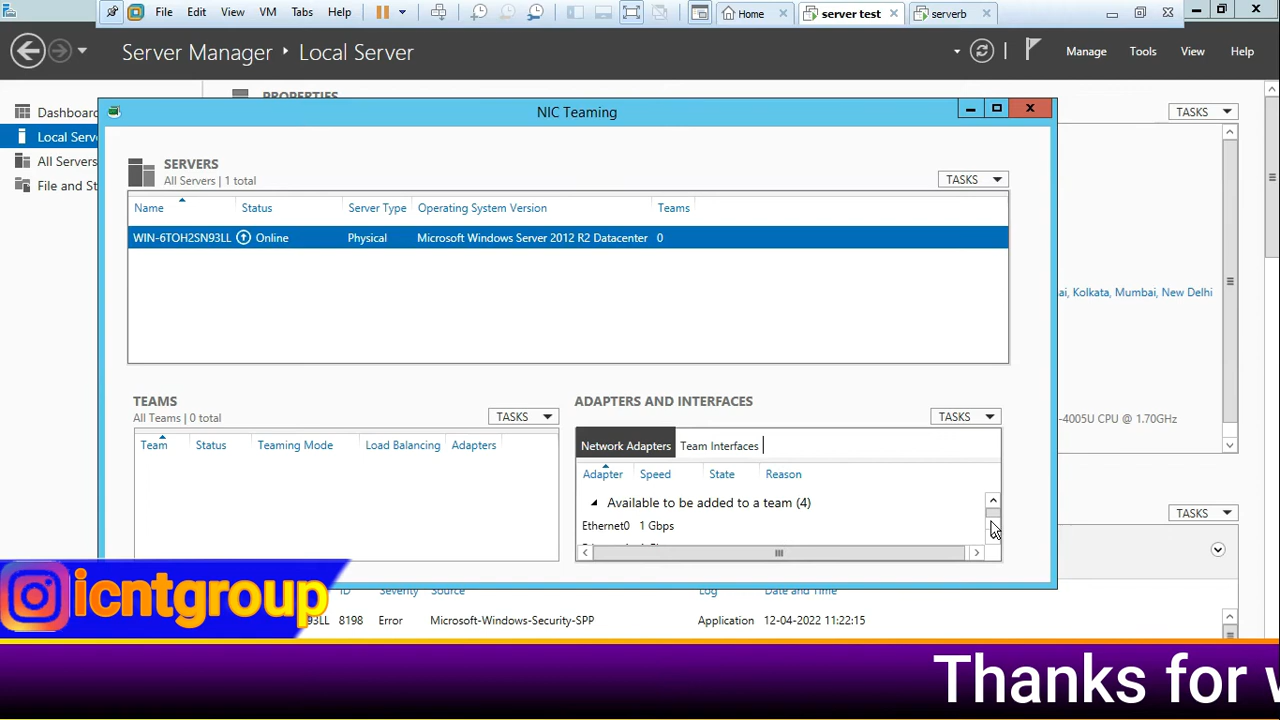 File Edit View VM Tabs Help Home server test serverb
Server Manager Local Server Manage Tools View Help
PROPERTIES
TASKS
Dashboard
Local Serve
All Servers
File and St
NIC Teaming
SERVERS
All Servers | 1 total
TASKS
Name Status Server Type Operating System Version Teams
WIN-6TOH2SN93LL Online Physical Microsoft Windows Server 2012 R2 Datacenter 0
ai, Kolkata, Mumbai, New Delhi
TEAMS
All Teams | 0 total
TASKS
Team Status Teaming Mode Load Balancing Adapters
ADAPTERS AND INTERFACES
TASKS
Network Adapters Team Interfaces
Adapter Speed State Reason
Available to be added to a team (4)
Ethernet0 1 Gbps
-4005U CPU @ 1.70GHz
TASKS
ID Severity Source Log Date and Time
93LL 8198 Error Microsoft-Windows-Security-SPP Application 12-04-2022 11:22:15
icntgroup
Thanks for w